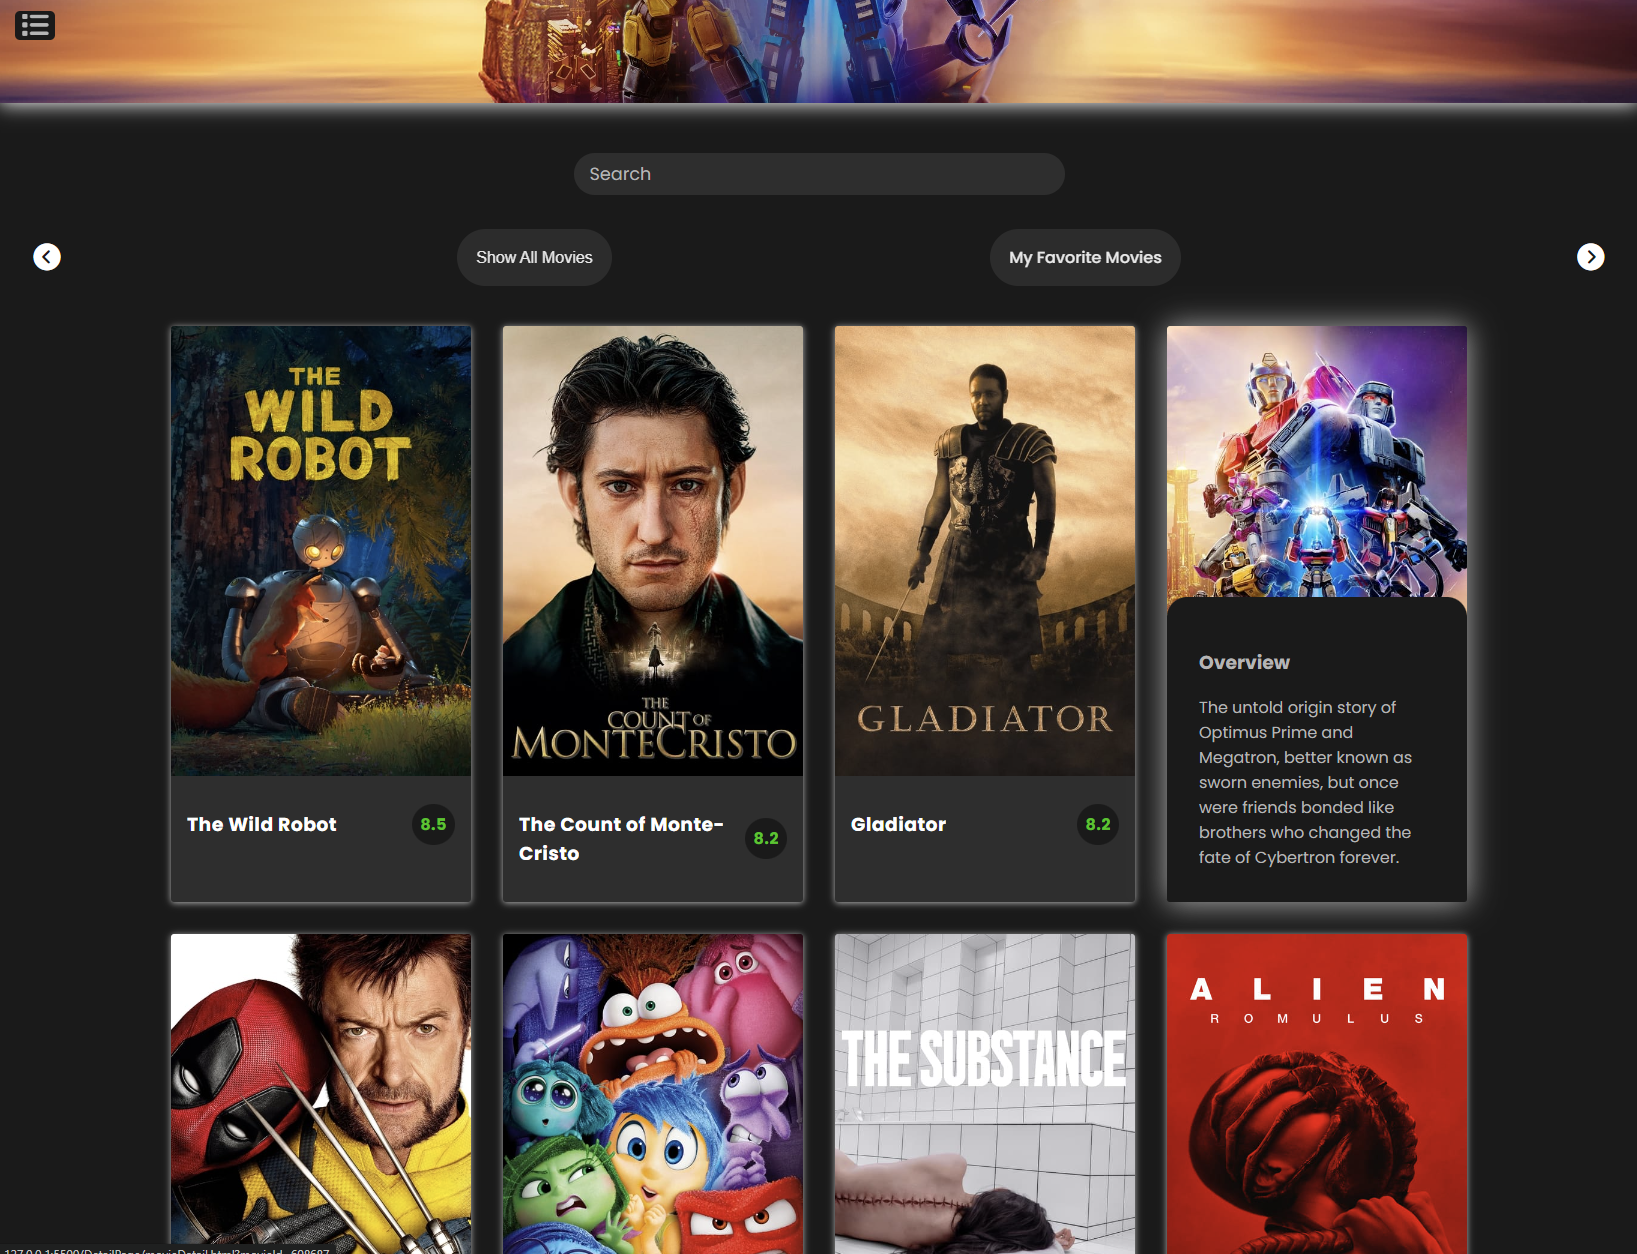 Search
Show All Movies
My Favorite Movies
THE
WILD
ROBOT
THE
COUNT OF
MONTECRISTO
GLADIATOR
Overview
The untold origin story of
Optimus Prime and
Megatron, better known as
sworn enemies, but once
were friends bonded like
brothers who changed the
fate of Cybertron forever.
The Wild Robot
8.5
The Count of Monte-
Cristo
8.2
Gladiator
8.2
THE SUBSTANCE
ALIEN
ROMULUS